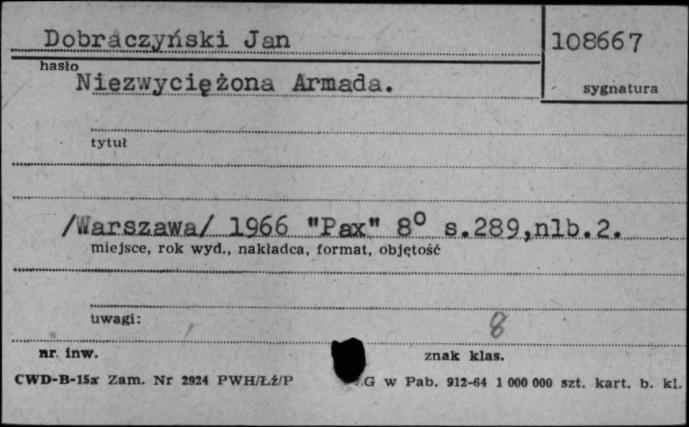 Dobraczyński Jan
108667
hasło
sygnatura
Niezwyciężona Armada.
tytuł
/Warszawa/ 1966 "Pax" 8° s.289,nlb.2.
miejsce, rok wyd., nakładca, format, objętość
uwagi:
8
nr. inw.
znak klas.
CWD-B-15a Zam. Nr 2924 PWH/Łź/P G w Pab. 912-64 1 000 000 szt. kart. b. kl.